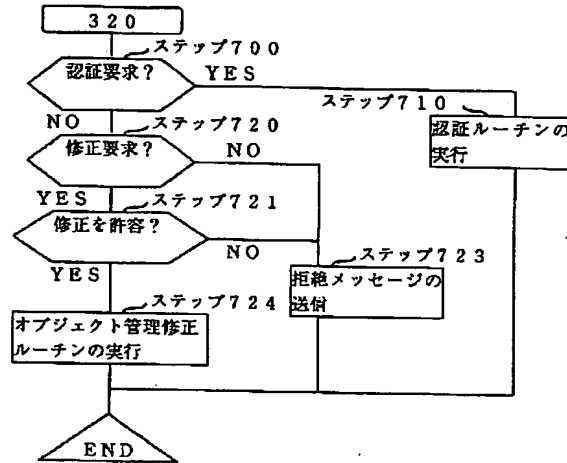 ３２０
ステップ７００
認証要求？
ＹＥＳ
ステップ７１０
認証ルーチンの
実行
ＮＯ
ステップ７２０
修正要求？
ＮＯ
ＹＥＳ
ステップ７２１
修正を許容？
ＮＯ
ＹＥＳ
ステップ７２３
拒絶メッセージの
送信
ステップ７２４
オブジェクト管理修正
ルーチンの実行
ＥＮＤ